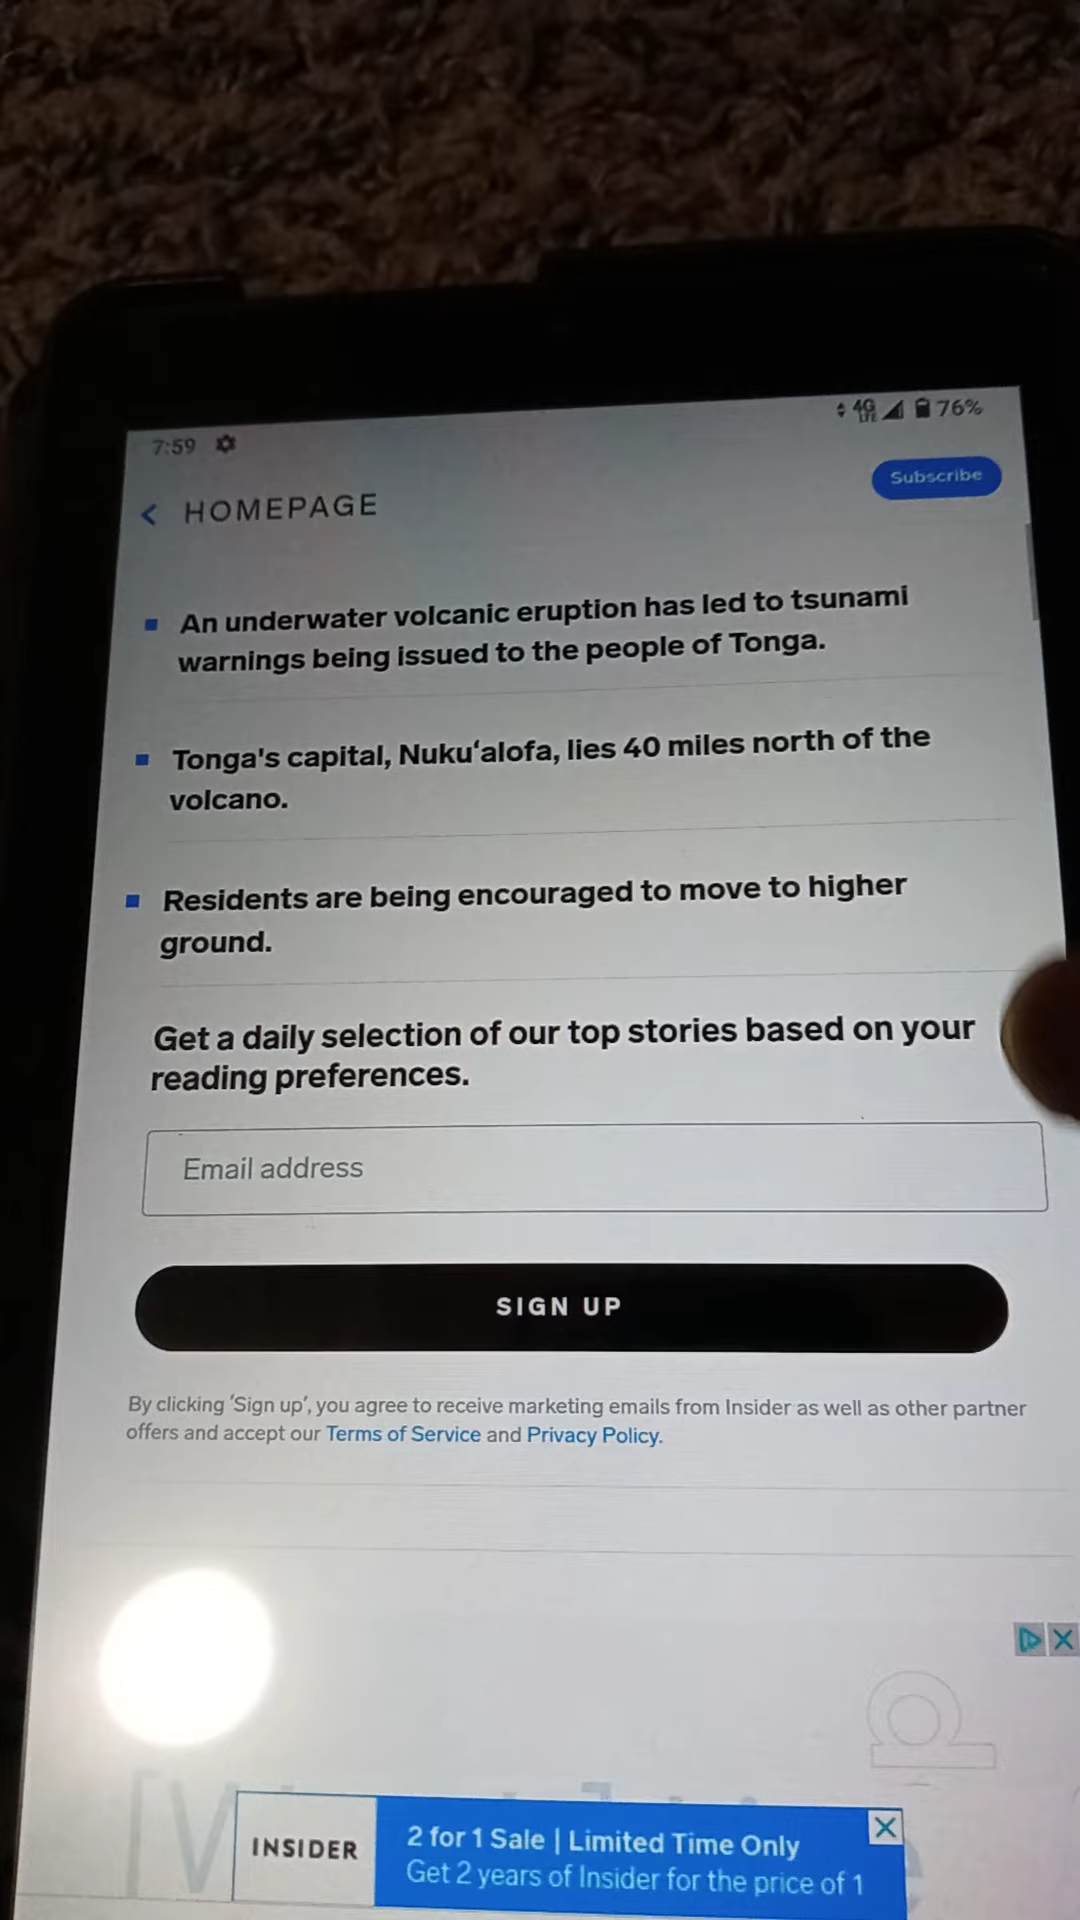 7:59
4G
LTE
76%
< HOMEPAGE
Subscribe
An underwater volcanic eruption has led to tsunami
warnings being issued to the people of Tonga.
Tonga's capital, Nukuʻalofa, lies 40 miles north of the
volcano.
Residents are being encouraged to move to higher
ground.
Get a daily selection of our top stories based on your
reading preferences.
Email address
SIGN UP
By clicking ‘Sign up’, you agree to receive marketing emails from Insider as well as other partner
offers and accept our Terms of Service and Privacy Policy.
INSIDER
2 for 1 Sale | Limited Time Only
Get 2 years of Insider for the price of 1